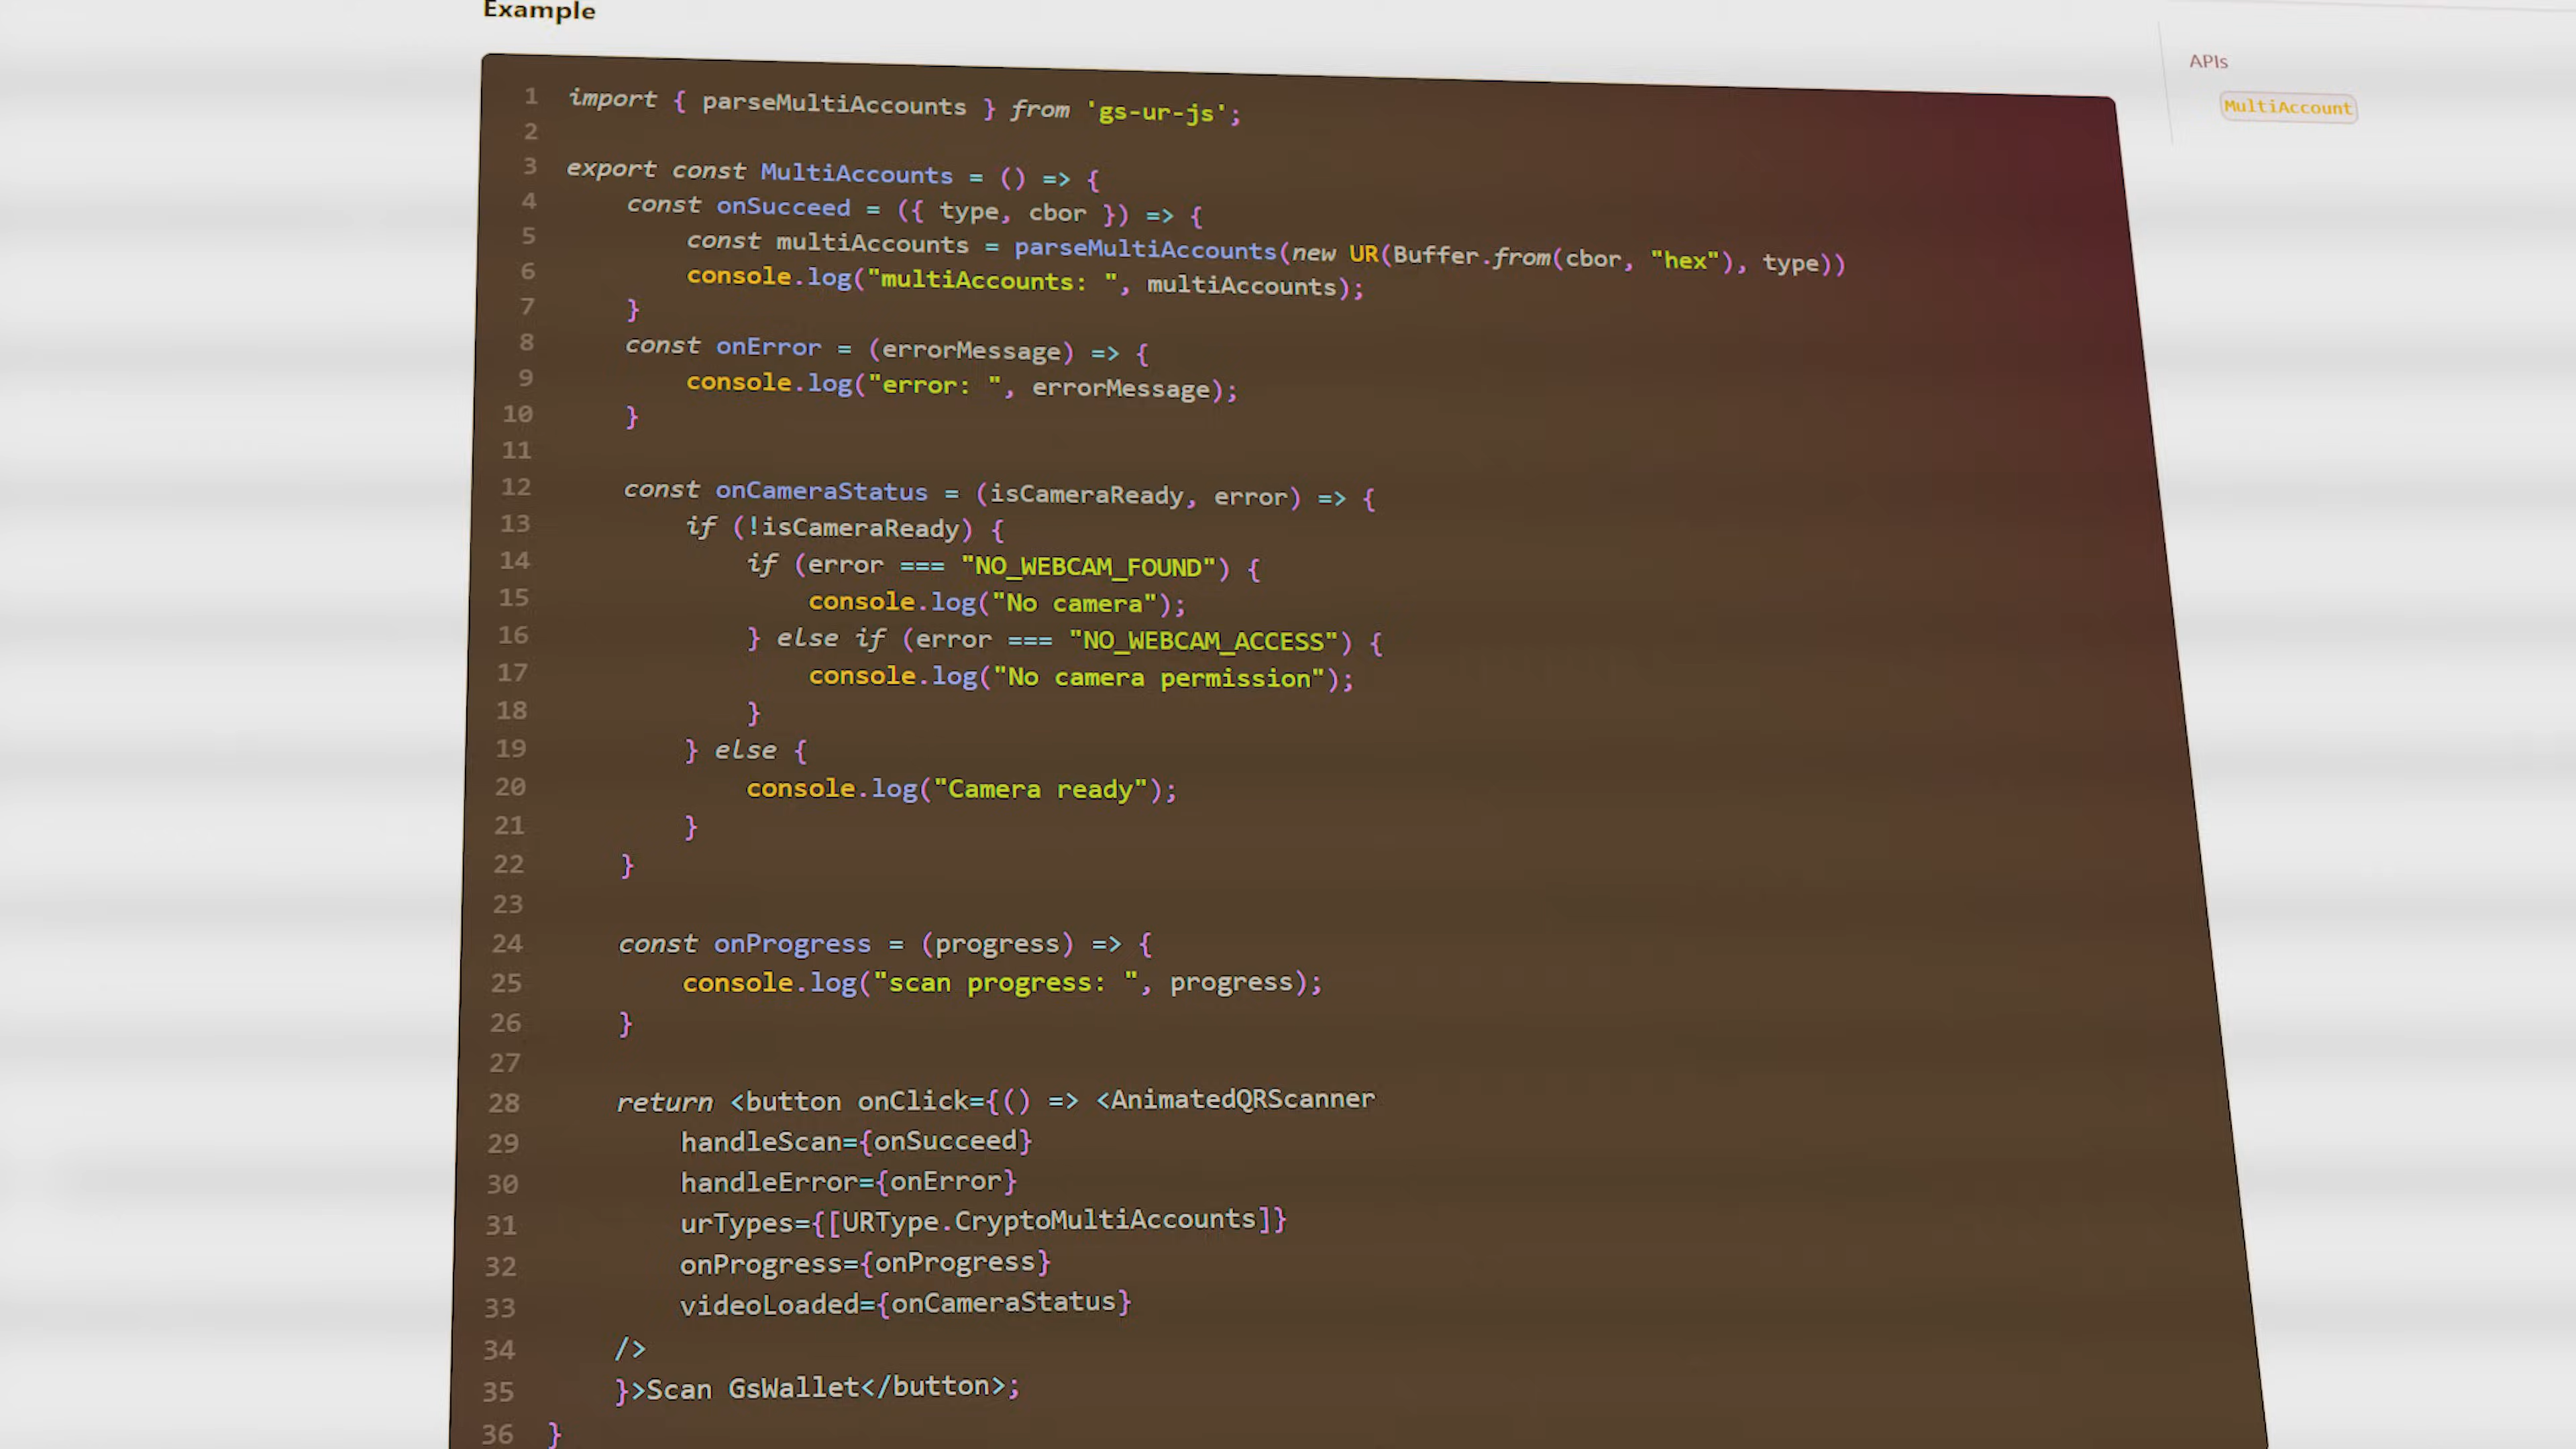 Example
APIs
MultiAccount
1 import { parseMultiAccounts } from 'gs-ur-js';
2
3 export const MultiAccounts = () => {
4     const onSucceed = ({ type, cbor }) => {
5         const multiAccounts = parseMultiAccounts(new UR(Buffer.from(cbor, "hex"), type))
6         console.log("multiAccounts: ", multiAccounts);
7     }
8     const onError = (errorMessage) => {
9         console.log("error: ", errorMessage);
10     }
11
12     const onCameraStatus = (isCameraReady, error) => {
13         if (!isCameraReady) {
14             if (error === "NO_WEBCAM_FOUND") {
15                 console.log("No camera");
16             } else if (error === "NO_WEBCAM_ACCESS") {
17                 console.log("No camera permission");
18             }
19         } else {
20             console.log("Camera ready");
21         }
22     }
23
24     const onProgress = (progress) => {
25         console.log("scan progress: ", progress);
26     }
27
28     return <button onClick={() => <AnimatedQRScanner
29         handleScan={onSucceed}
30         handleError={onError}
31         urTypes={[URType.CryptoMultiAccounts]}
32         onProgress={onProgress}
33         videoLoaded={onCameraStatus}
34     />
35     }>Scan GsWallet</button>;
36 }